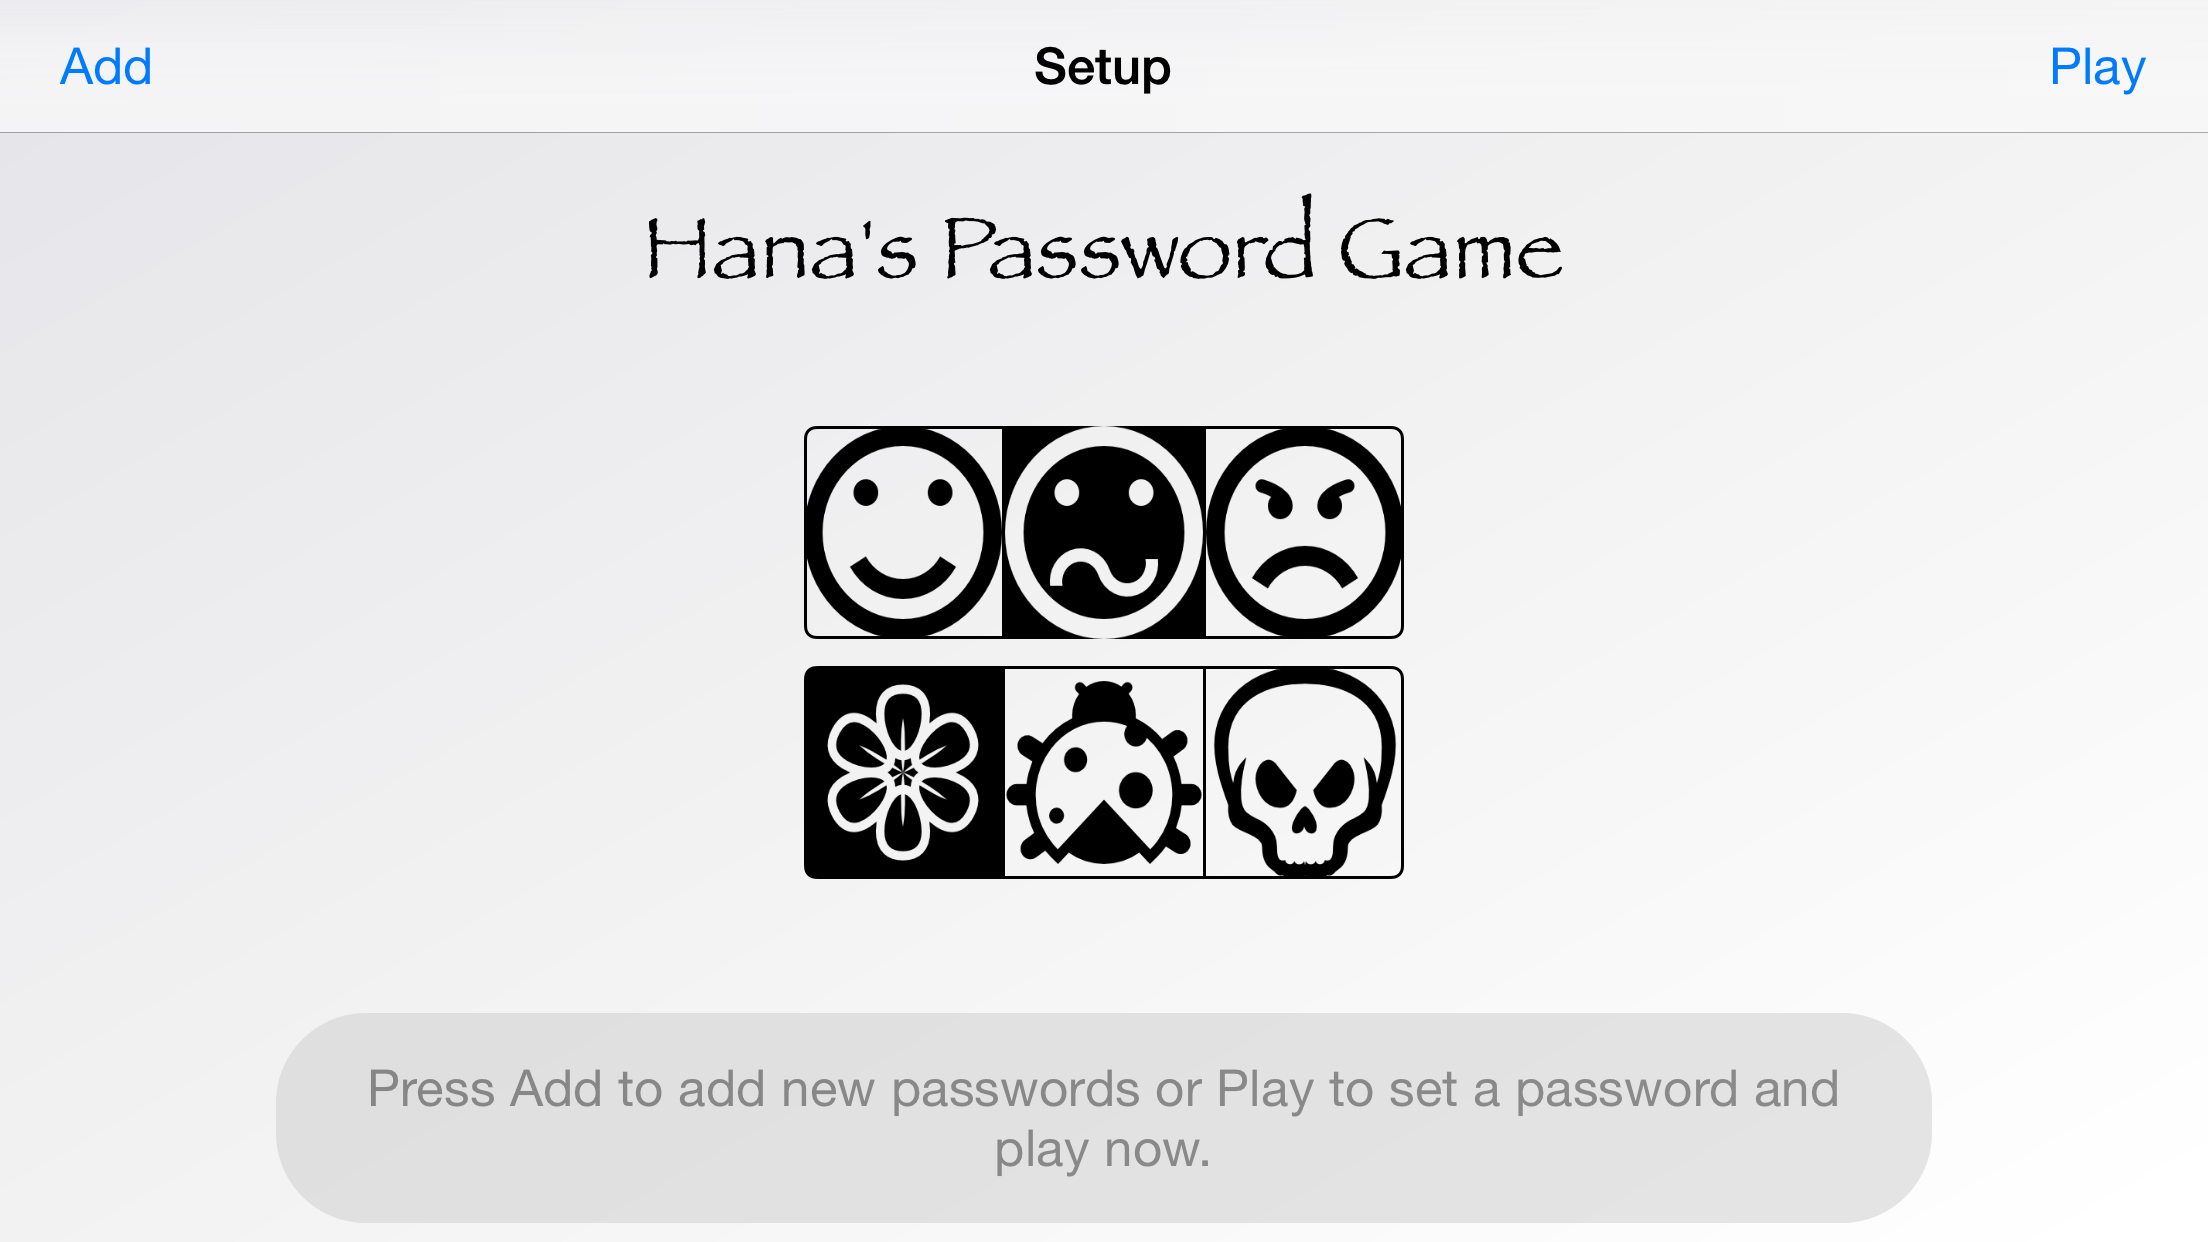 Add Setup Play
Hana's Password Game
Press Add to add new passwords or Play to set a password and
play now.